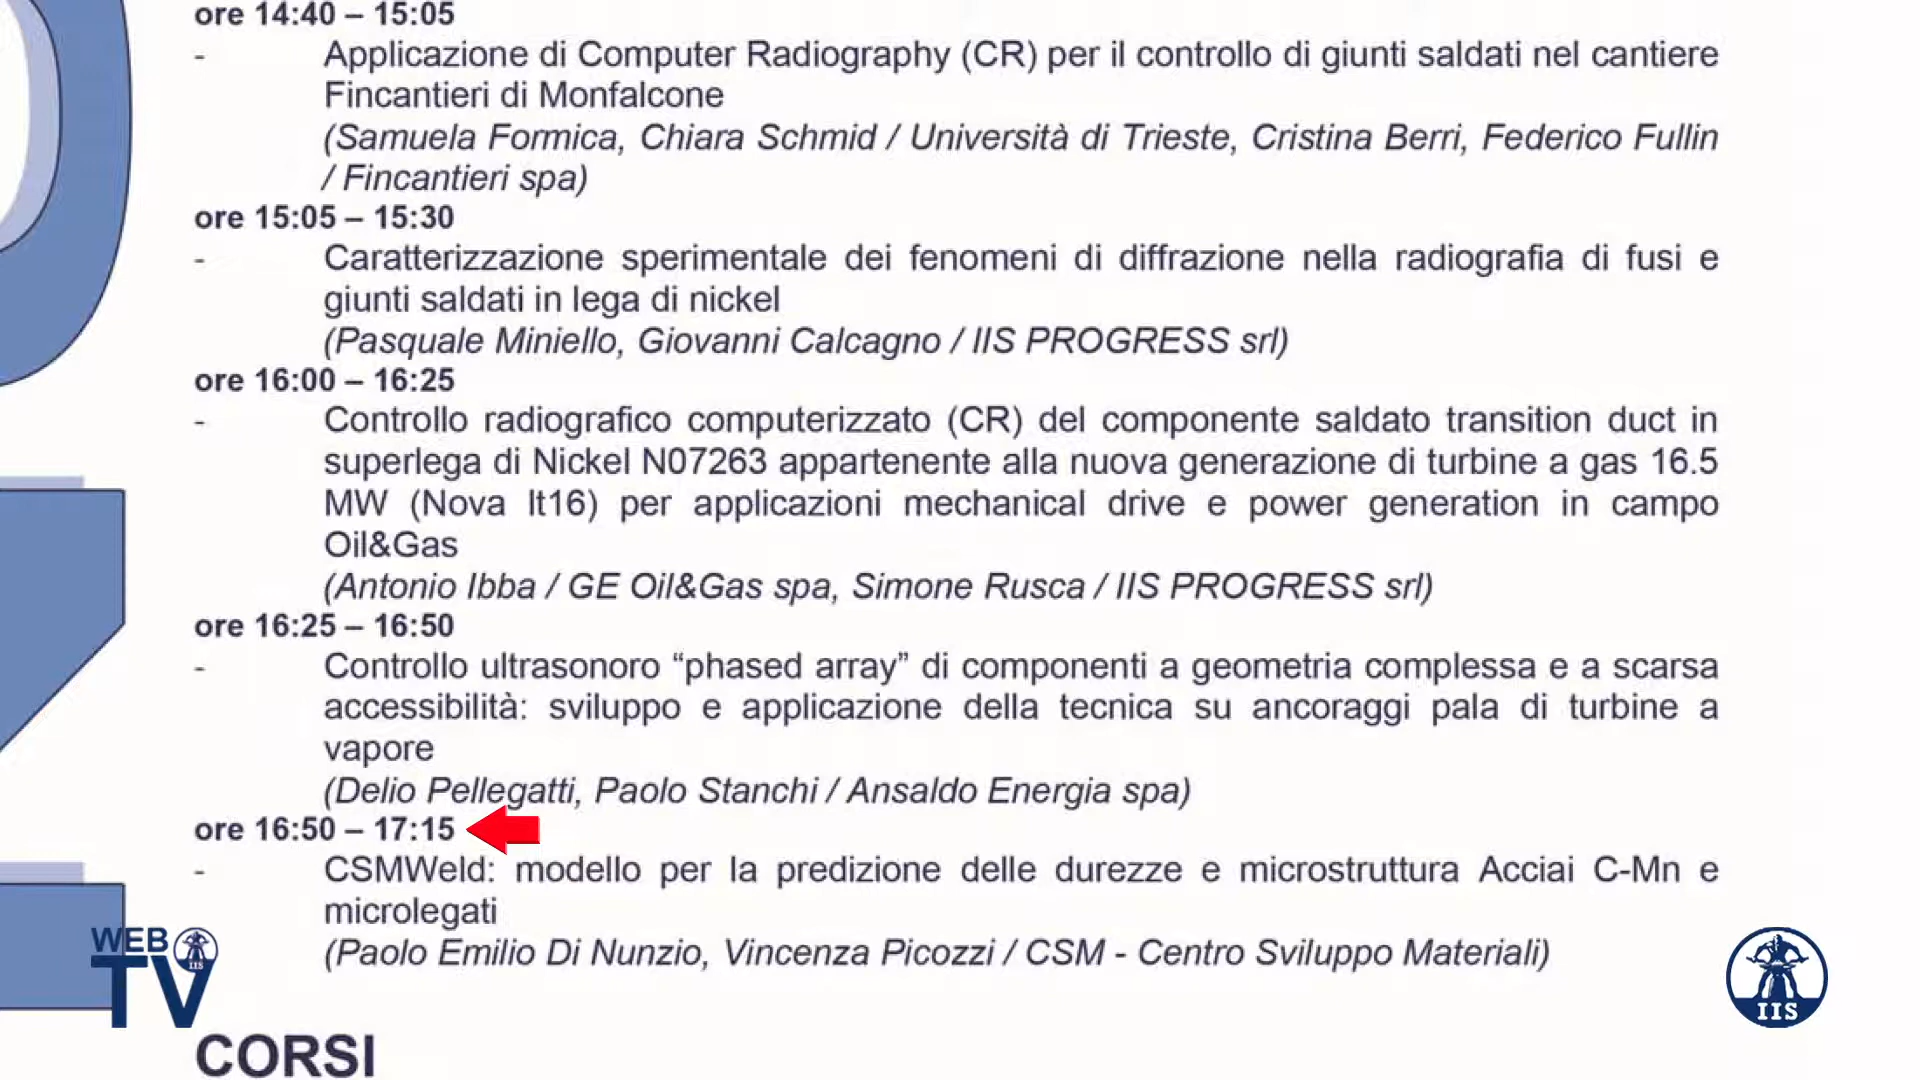 ore 14:40 – 15:05
- Applicazione di Computer Radiography (CR) per il controllo di giunti saldati nel cantiere
Fincantieri di Monfalcone
(Samuela Formica, Chiara Schmid / Università di Trieste, Cristina Berri, Federico Fullin
/ Fincantieri spa)
ore 15:05 – 15:30
- Caratterizzazione sperimentale dei fenomeni di diffrazione nella radiografia di fusi e
giunti saldati in lega di nickel
(Pasquale Miniello, Giovanni Calcagno / IIS PROGRESS srl)
ore 16:00 – 16:25
- Controllo radiografico computerizzato (CR) del componente saldato transition duct in
superlega di Nickel N07263 appartenente alla nuova generazione di turbine a gas 16.5
MW (Nova lt16) per applicazioni mechanical drive e power generation in campo
Oil&Gas
(Antonio Ibba / GE Oil&Gas spa, Simone Rusca / IIS PROGRESS srl)
ore 16:25 – 16:50
- Controllo ultrasonoro “phased array” di componenti a geometria complessa e a scarsa
accessibilità: sviluppo e applicazione della tecnica su ancoraggi pala di turbine a
vapore
(Delio Pellegatti, Paolo Stanchi / Ansaldo Energia spa)
ore 16:50 – 17:15
- CSMWeld: modello per la predizione delle durezze e microstruttura Acciai C-Mn e
microlegati
(Paolo Emilio Di Nunzio, Vincenza Picozzi / CSM - Centro Sviluppo Materiali)
WEB
IIS
TV
IIS
CORSI